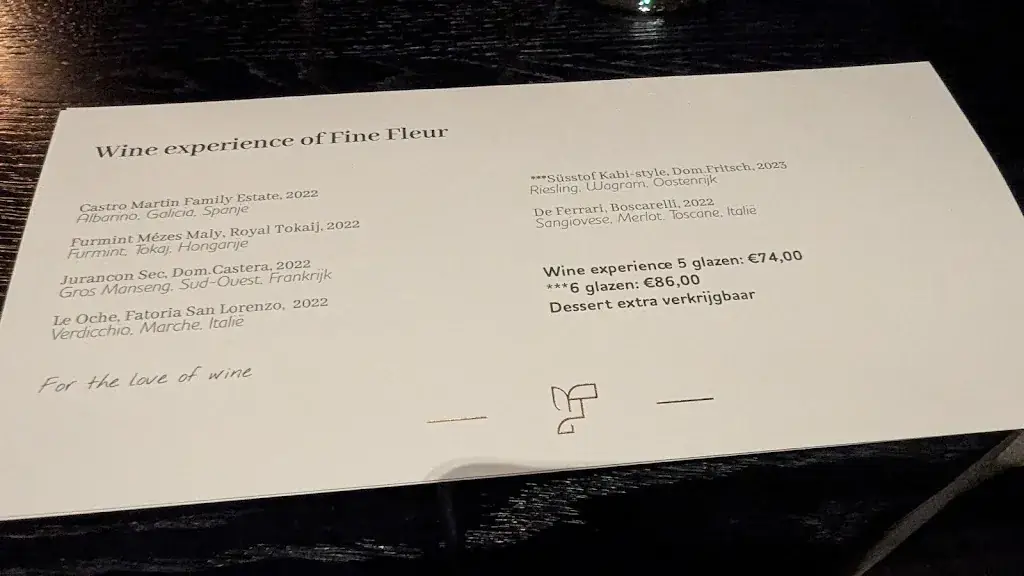 Wine experience of Fine Fleur
Castro Martin Family Estate, 2022
Albarino, Galicia, Spanje
Furmint Mézes Maly, Royal Tokaij, 2022
Furmint, Tokaj, Hongarije
Jurancon Sec, Dom.Castera, 2022
Gros Manseng, Sud-Ouest, Frankrijk
Le Oche, Fatoria San Lorenzo, 2022
Verdicchio, Marche, Italië
For the love of wine
***Süsstof Kabi-style, Dom.Fritsch, 2023
Riesling, Wagram, Oostenrijk
De Ferrari, Boscarelli, 2022
Sangiovese, Merlot, Toscane, Italië
Wine experience 5 glazen: €74,00
***6 glazen: €86,00
Dessert extra verkrijgbaar